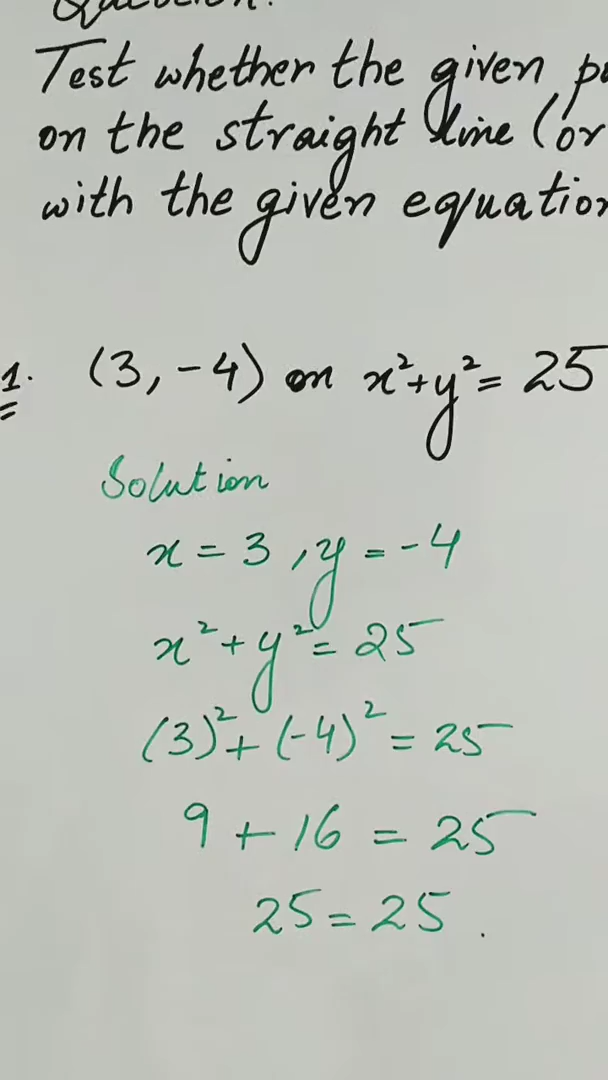 Question:
Test whether the given
on the straight line (or
with the given equation
1. (3, -4) on x²+y²= 25
Solution
x = 3, y = -4
x²+y²= 25
(3)²+(-4)²= 25
9 + 16 = 25
25 = 25.